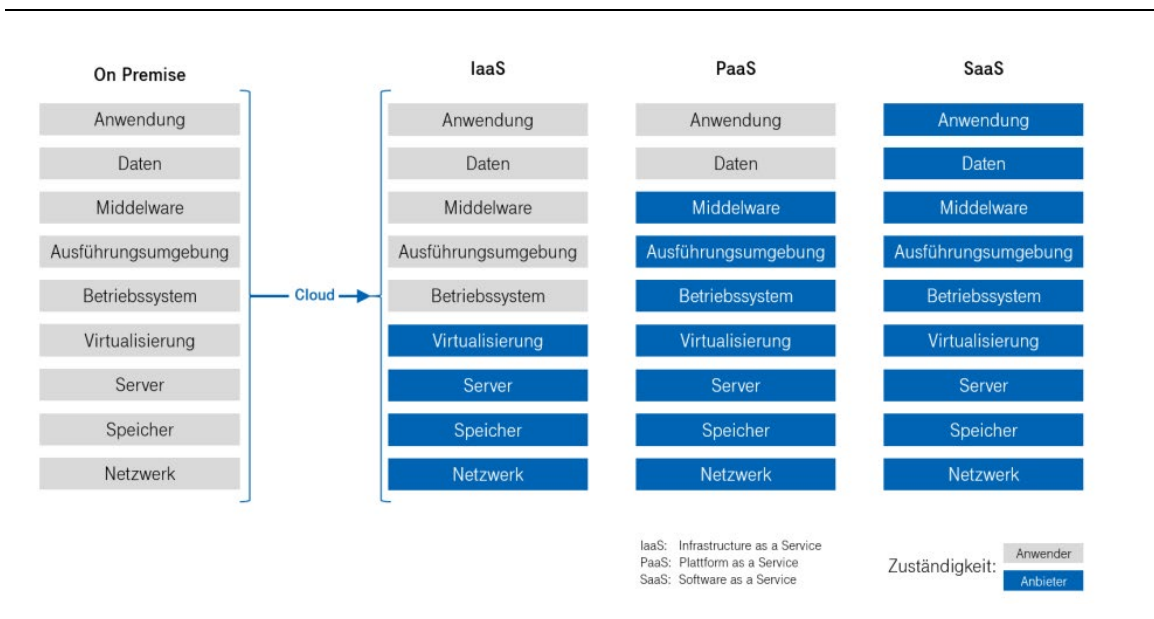 On Premise
IaaS
PaaS
SaaS
Anwendung
Anwendung
Anwendung
Anwendung
Daten
Daten
Daten
Daten
Middelware
Middelware
Middelware
Middelware
Ausführungsumgebung
Ausführungsumgebung
Ausführungsumgebung
Ausführungsumgebung
Betriebssystem
Cloud
Betriebssystem
Betriebssystem
Betriebssystem
Virtualisierung
Virtualisierung
Virtualisierung
Virtualisierung
Server
Server
Server
Server
Speicher
Speicher
Speicher
Speicher
Netzwerk
Netzwerk
Netzwerk
Netzwerk
IaaS: Infrastructure as a Service
PaaS: Plattform as a Service
SaaS: Software as a Service
Zuständigkeit:
Anwender
Anbieter